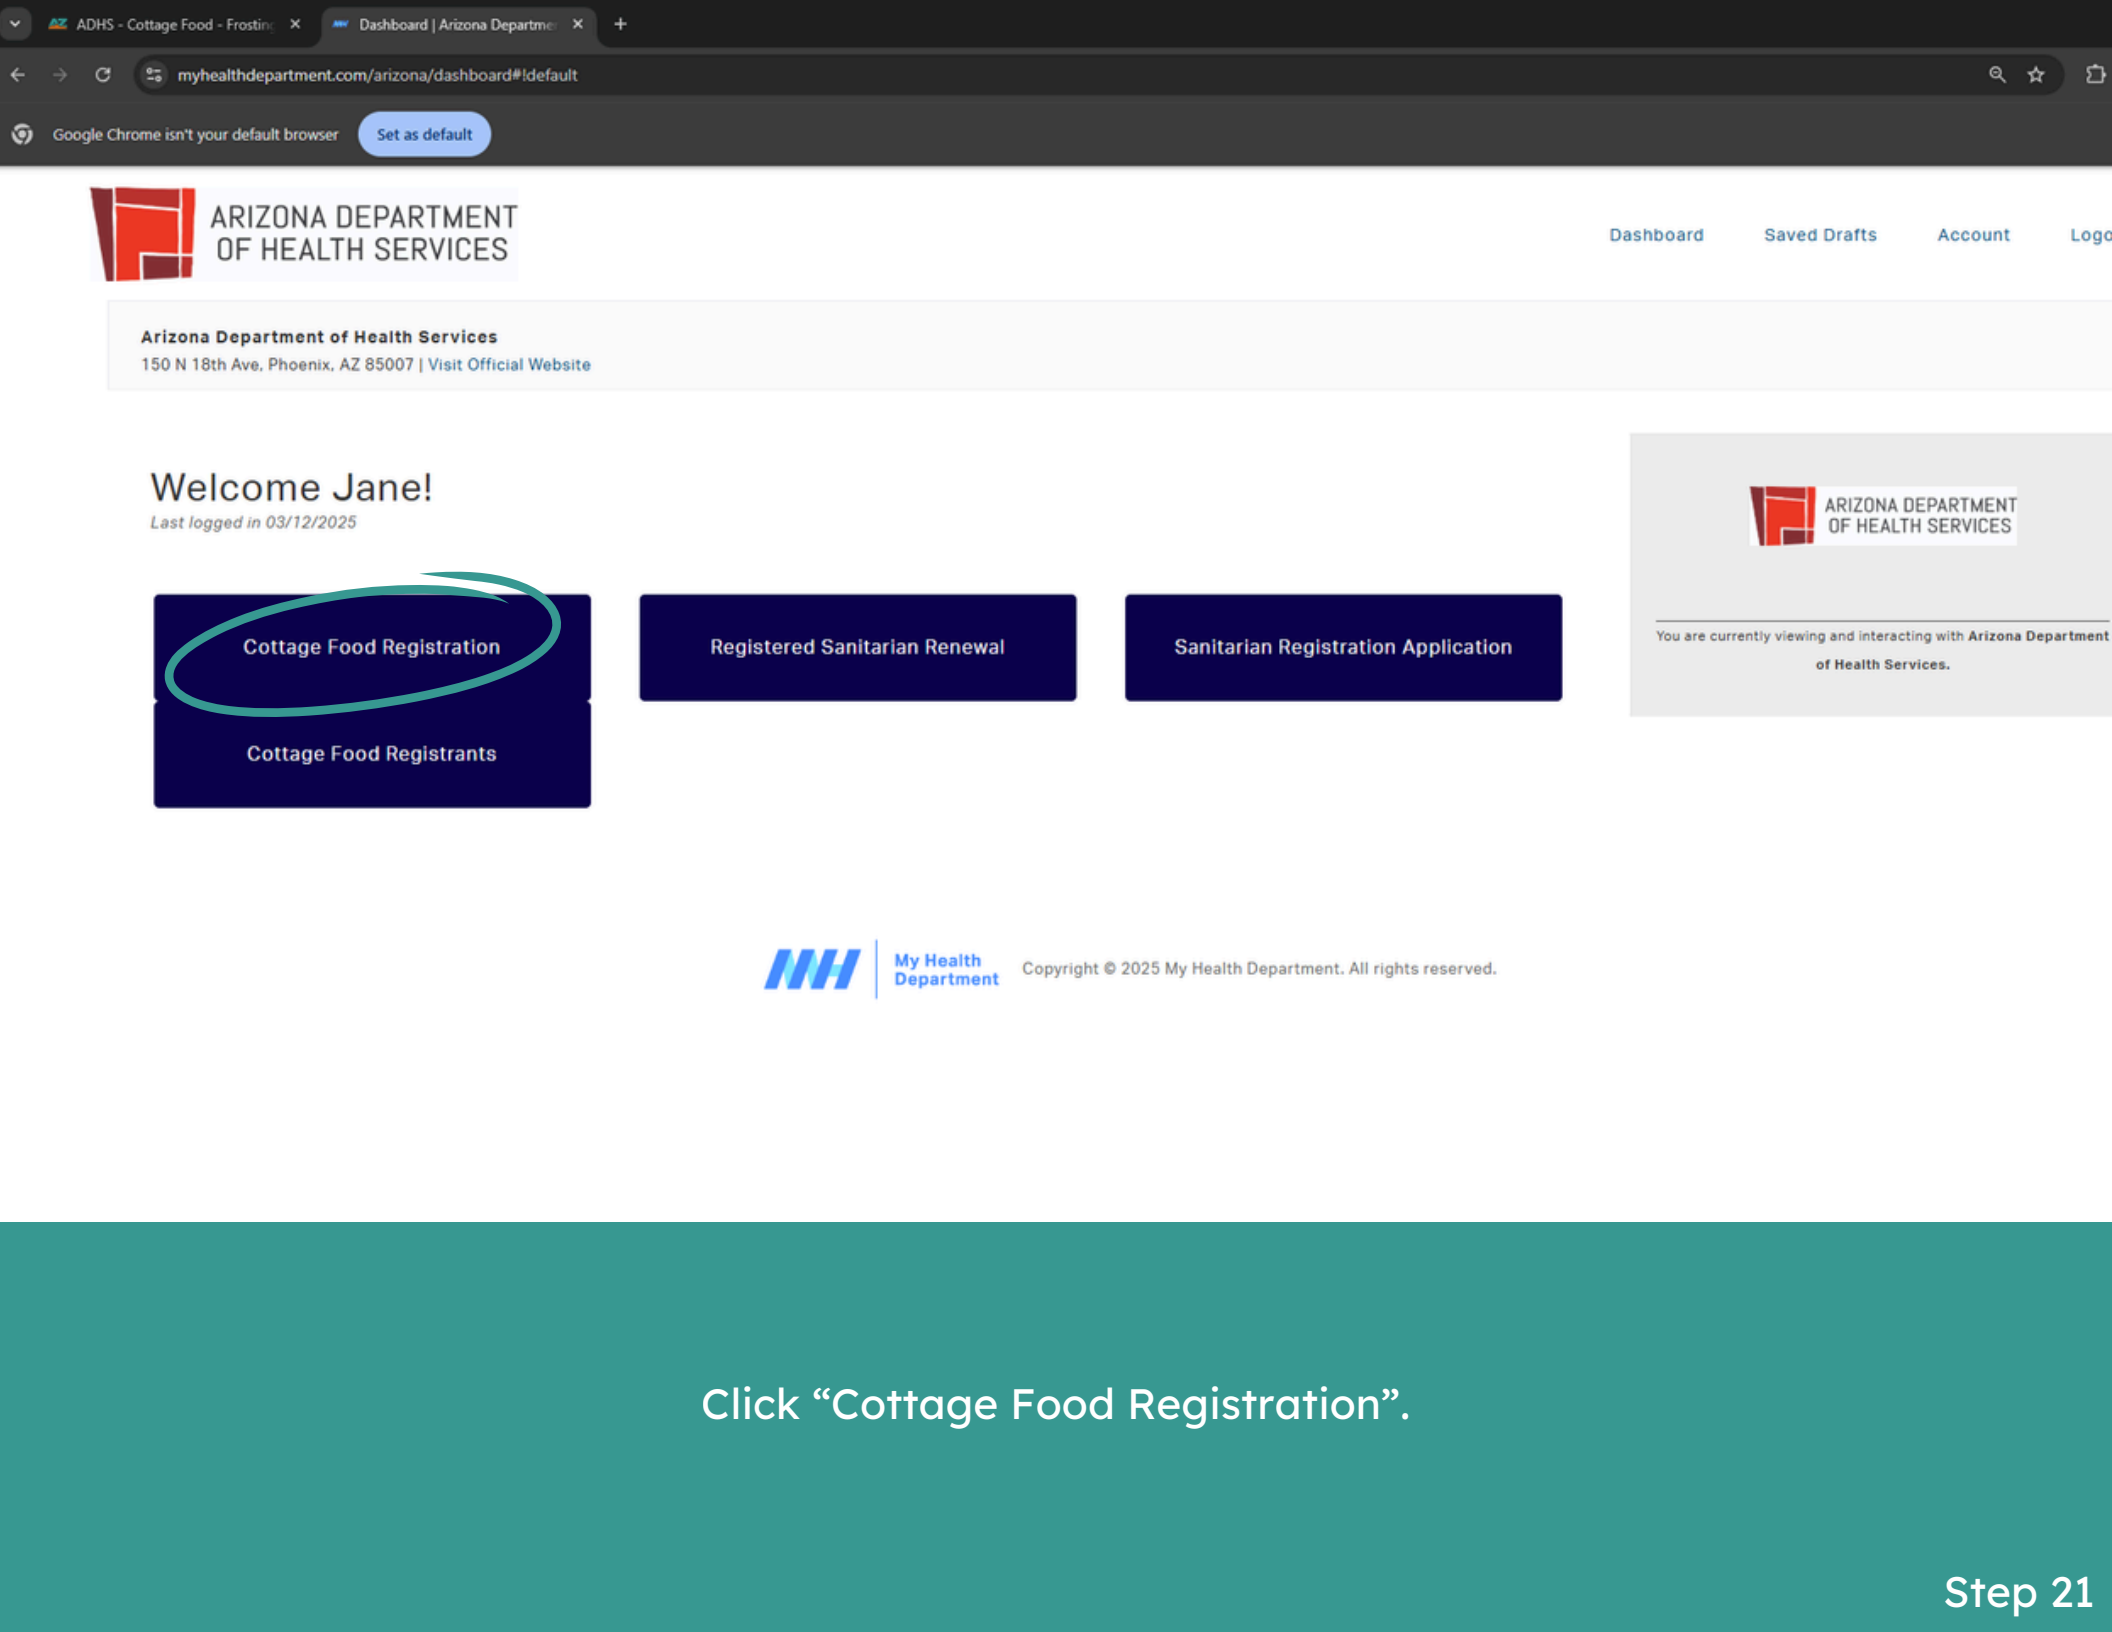 ADHS - Cottage Food - Frostin
Dashboard | Arizona Departme
myhealthdepartment.com/arizona/dashboard#!default
Google Chrome isn't your default browser
Set as default
ARIZONA DEPARTMENT
OF HEALTH SERVICES
Dashboard
Saved Drafts
Account
Logo
Arizona Department of Health Services
150 N 18th Ave, Phoenix, AZ 85007 | Visit Official Website
Welcome Jane!
Last logged in 03/12/2025
ARIZONA DEPARTMENT
OF HEALTH SERVICES
Cottage Food Registration
Registered Sanitarian Renewal
Sanitarian Registration Application
You are currently viewing and interacting with Arizona Department
of Health Services.
Cottage Food Registrants
My Health
Department
Copyright © 2025 My Health Department. All rights reserved.
Click “Cottage Food Registration”.
Step 21